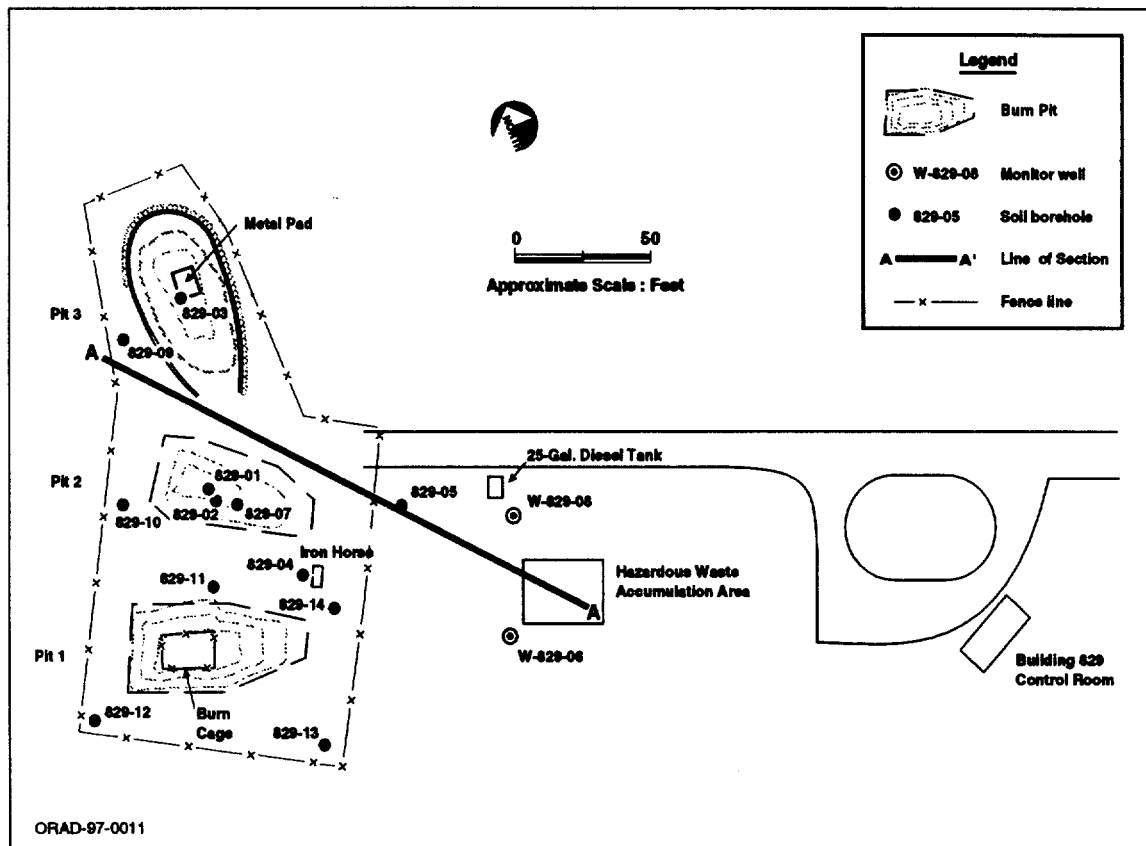 Legend
Burn Pit
W-829-06 Monitor well
829-05 Soil borehole
A A' Line of Section
x x Fence line
NORTH
0 50
Approximate Scale : Feet
Metal Pad
829-03
Pit 3
829-09
A
25-Gal. Diesel Tank
829-01
829-05
Pit 2
W-829-06
829-02 829-07
829-10
Iron Horse
829-04
829-11
Hazardous Waste
Accumulation Area
829-14
A
Pit 1
W-829-06
Building 829
Control Room
829-12
Burn
Cage
829-13
ORAD-97-0011